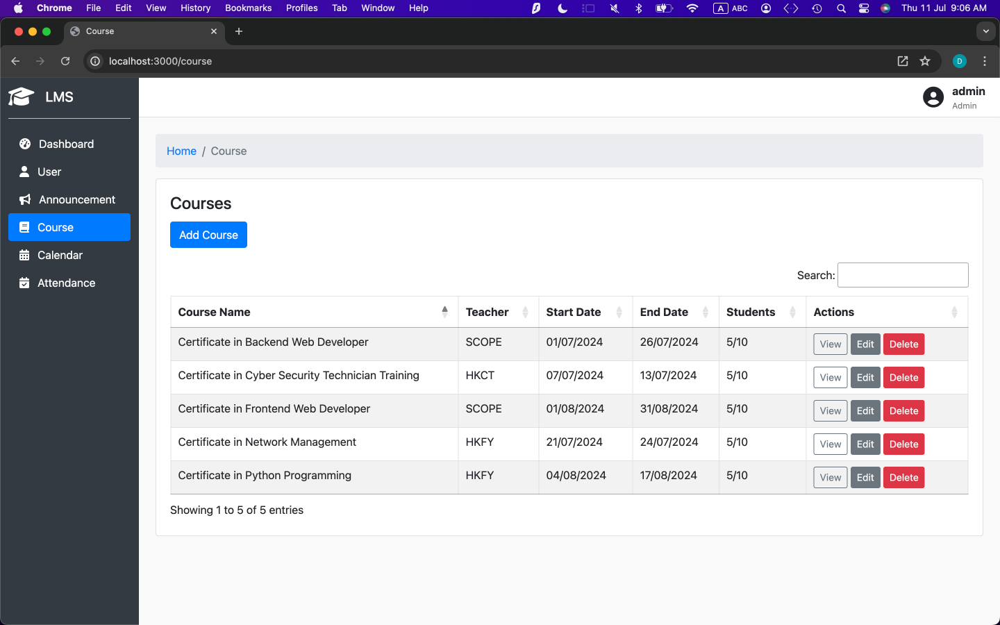 Chrome File Edit View History Bookmarks Profiles Tab Window Help A ABC Thu 11 Jul 9:06 AM
Course
localhost:3000/course D
LMS
admin
Admin
Dashboard
User
Announcement
Course
Calendar
Attendance
Home / Course
Courses
Add Course
Search:
Course Name Teacher Start Date End Date Students Actions
Certificate in Backend Web Developer SCOPE 01/07/2024 26/07/2024 5/10 View Edit Delete
Certificate in Cyber Security Technician Training HKCT 07/07/2024 13/07/2024 5/10 View Edit Delete
Certificate in Frontend Web Developer SCOPE 01/08/2024 31/08/2024 5/10 View Edit Delete
Certificate in Network Management HKFY 21/07/2024 24/07/2024 5/10 View Edit Delete
Certificate in Python Programming HKFY 04/08/2024 17/08/2024 5/10 View Edit Delete
Showing 1 to 5 of 5 entries